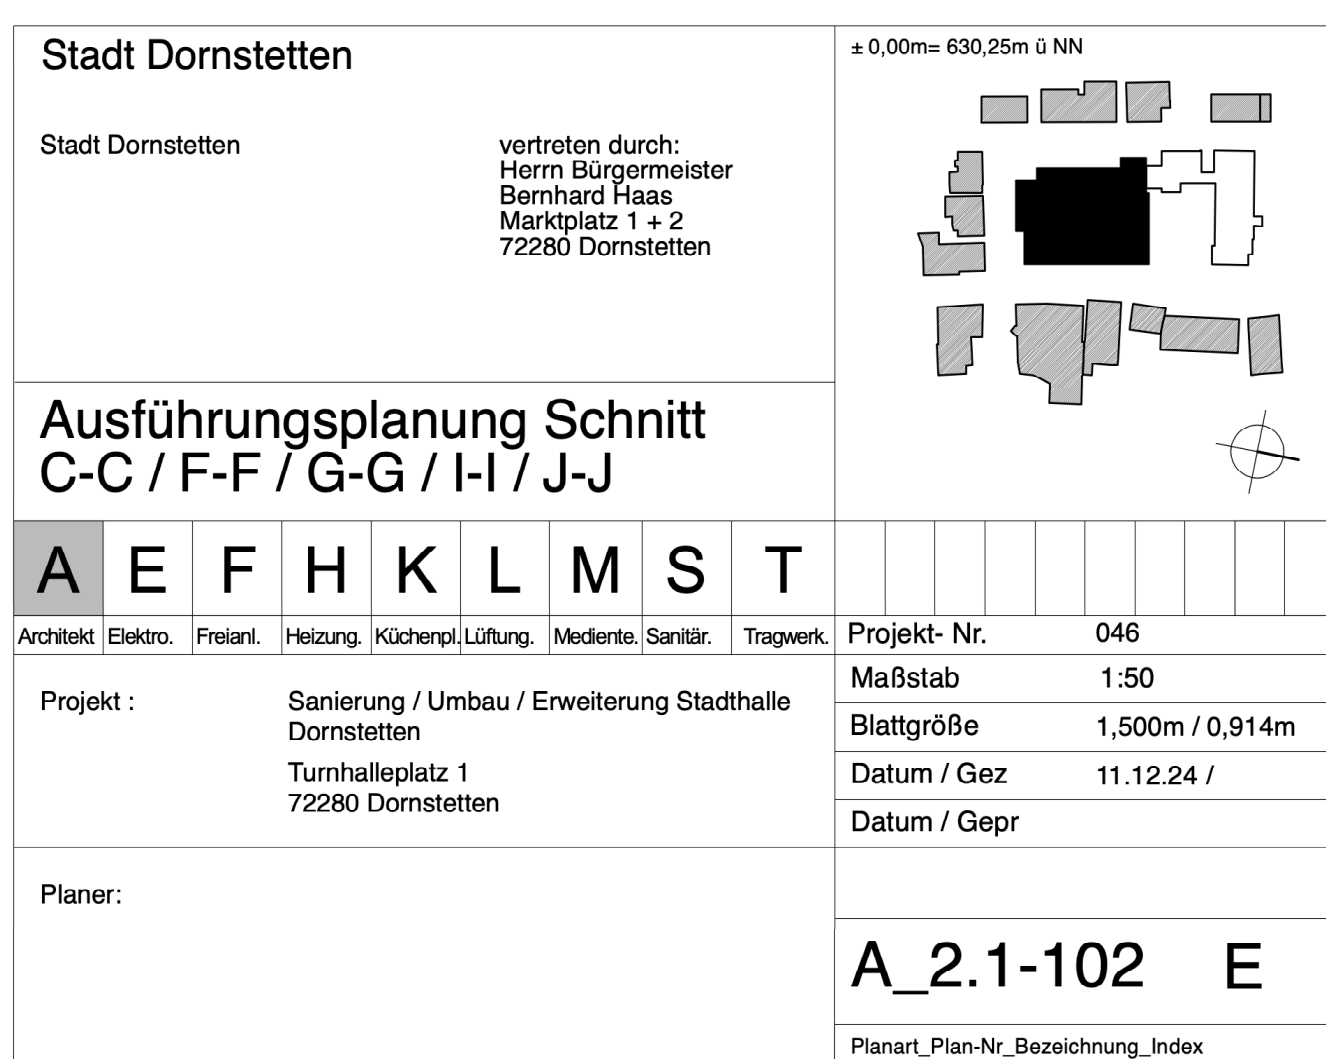 Stadt Dornstetten
Stadt Dornstetten
vertreten durch:
Herrn Bürgermeister
Bernhard Haas
Marktplatz 1 + 2
72280 Dornstetten
± 0,00m= 630,25m ü NN
Ausführungsplanung Schnitt
C-C / F-F / G-G / I-I / J-J
A E F H K L M S T
Architekt Elektro. Freianl. Heizung. Küchenpl. Lüftung. Mediente. Sanitär. Tragwerk.
Projekt- Nr. 046
Maßstab 1:50
Blattgröße 1,500m / 0,914m
Datum / Gez 11.12.24 /
Datum / Gepr
Projekt : Sanierung / Umbau / Erweiterung Stadthalle
Dornstetten
Turnhalleplatz 1
72280 Dornstetten
Planer:
A_2.1-102 E
Planart_Plan-Nr_Bezeichnung_Index